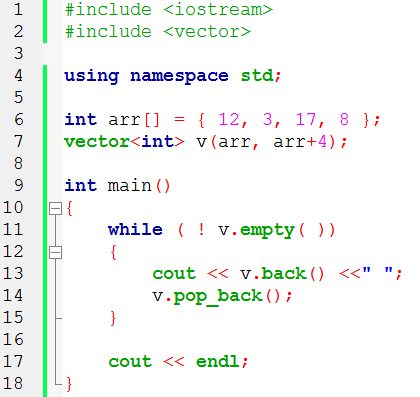 1 #include <iostream>
2 #include <vector>
3
4 using namespace std;
5
6 int arr[] = { 12, 3, 17, 8 };
7 vector<int> v(arr, arr+4);
8
9 int main()
10 {
11 while ( ! v.empty( ))
12 {
13 cout << v.back() <<" ";
14 v.pop_back();
15 }
16
17 cout << endl;
18 }